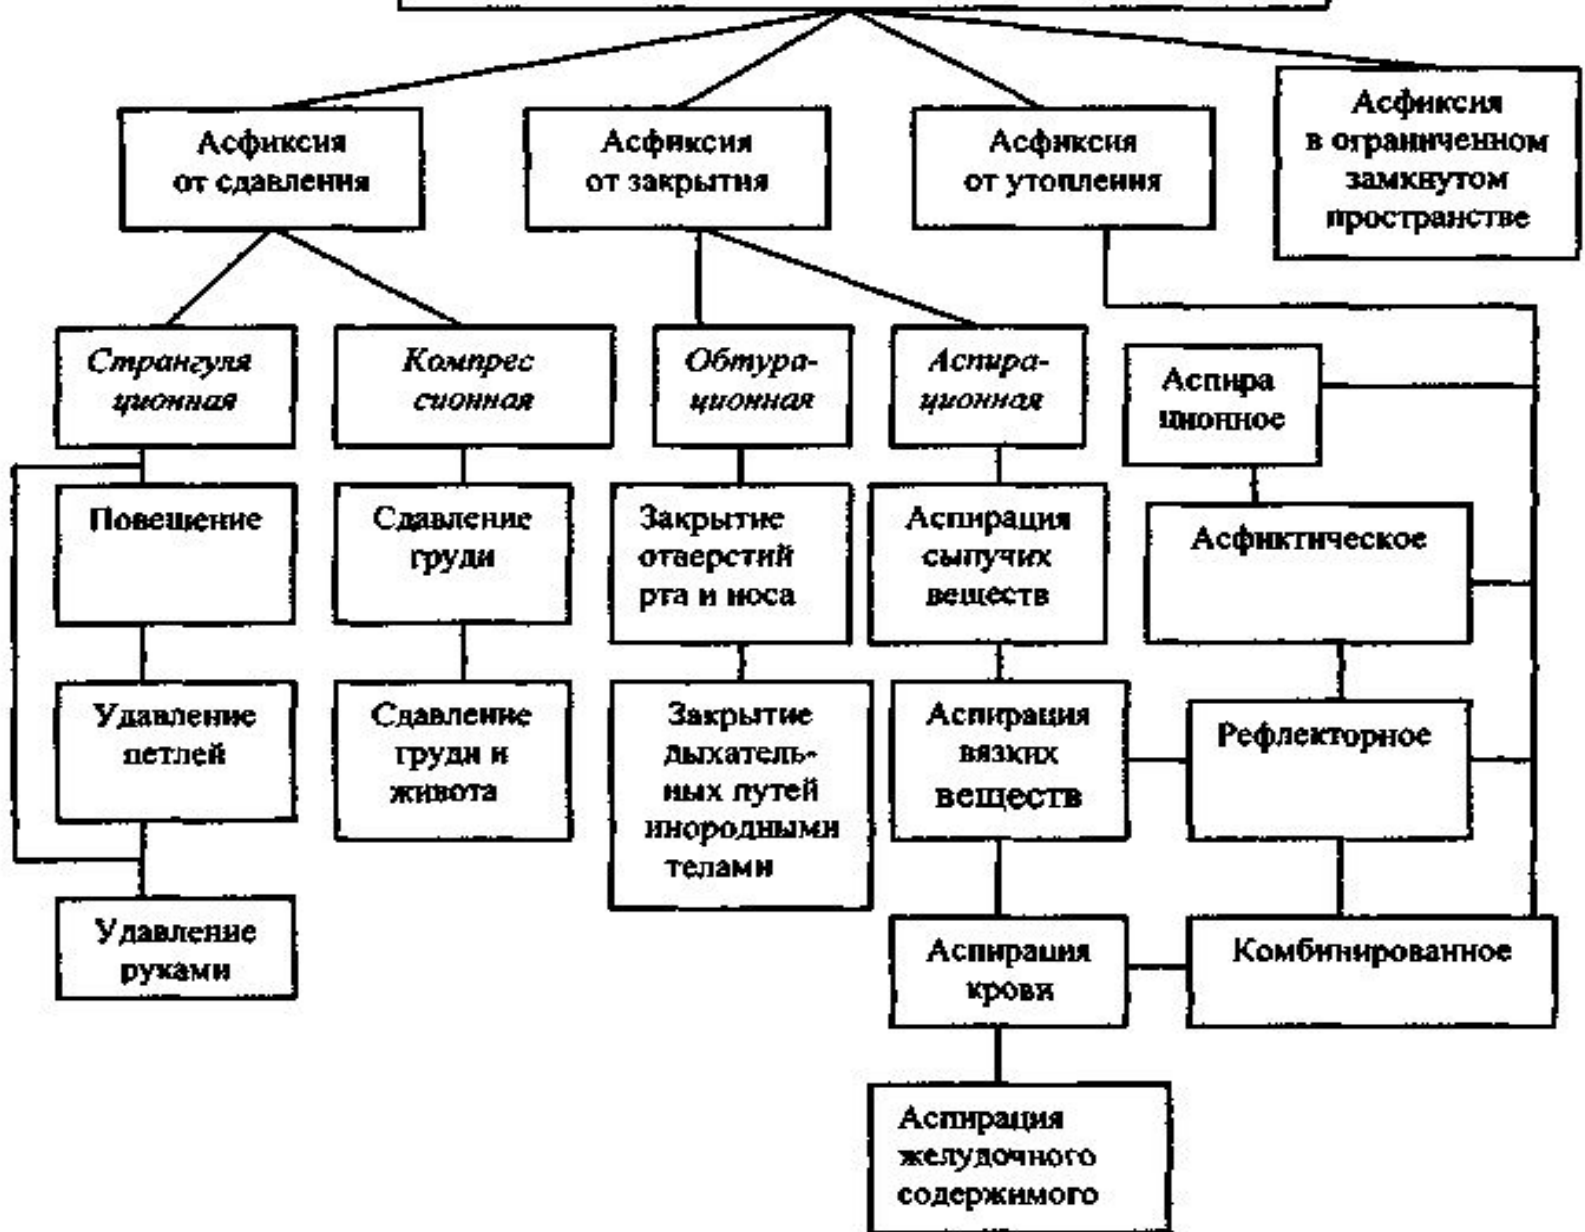 Асфиксия
от сдавления
Асфиксия
от закрытия
Асфиксия
от утопления
Асфиксия
в ограниченном
замкнутом
пространстве
Странгуля
ционная
Компрес
сионная
Обтура-
ционная
Аспира-
ционная
Аспира
ционное
Повешение
Сдавление
груди
Закрытие
отверстий
рта и носа
Аспирация
сыпучих
веществ
Асфиктическое
Удавление
петлей
Сдавление
груди и
живота
Закрытие
дыхатель-
ных путей
инородными
телами
Аспирация
вязких
веществ
Рефлекторное
Удавление
руками
Аспирация
крови
Комбинированное
Аспирация
желудочного
содержимого